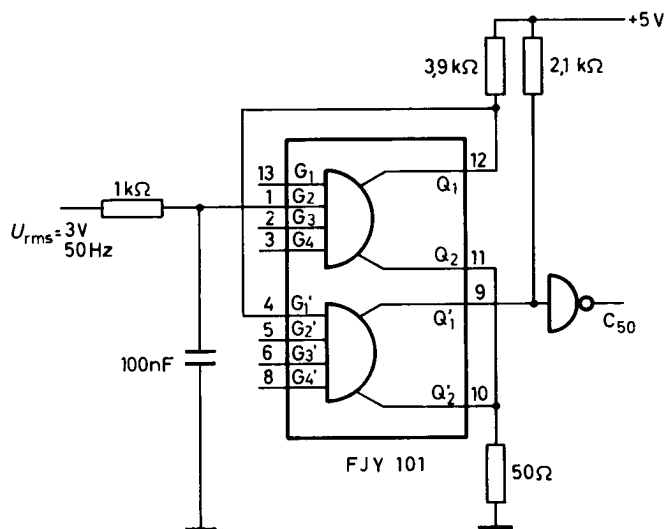 +5V
3,9 kΩ
2,1 kΩ
12
13 G₁
Q₁
1kΩ
1 G₂
2 G₃
Uᵣₘₛ=3V
50Hz
3 G₄
Q₂ 11
4 G₁'
9
Q'₁
5 G₂'
C₅₀
6 G₃'
100nF
8 G₄'
Q'₂ 10
FJY 101
50Ω